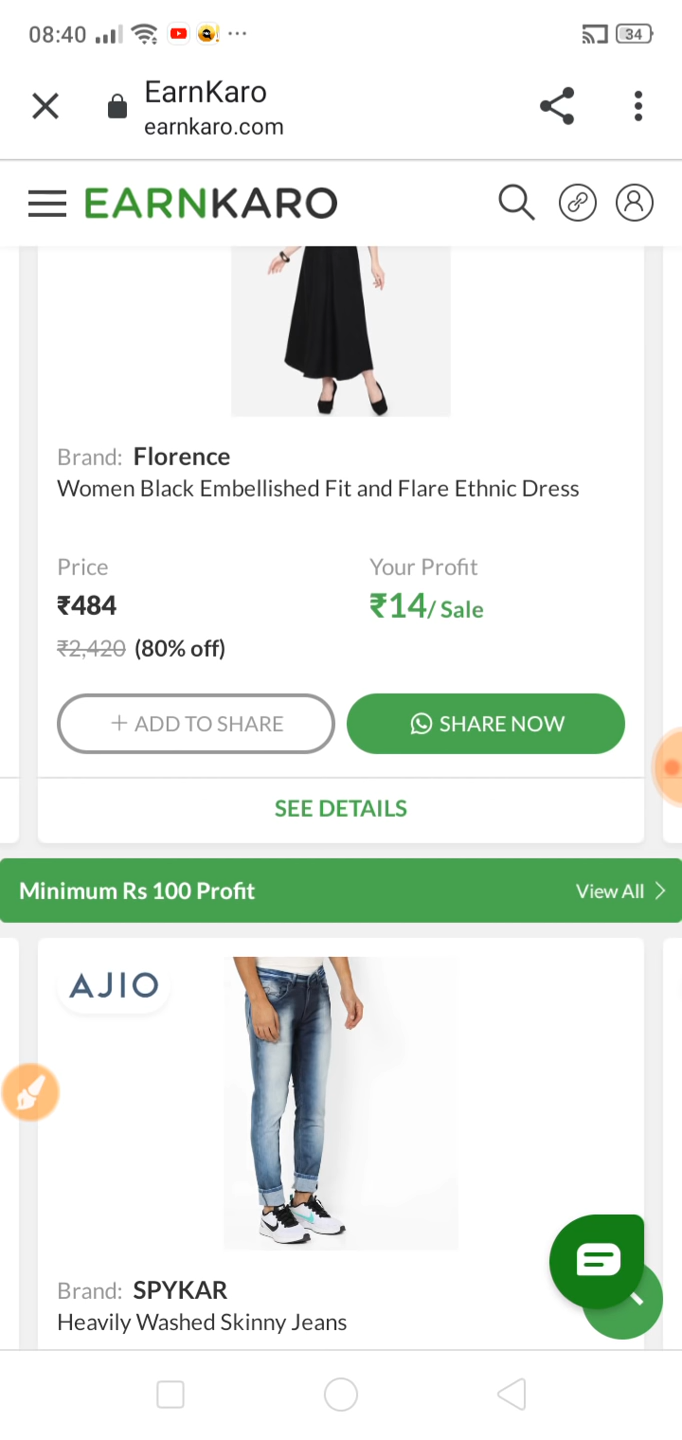 08:40
34
EarnKaro
earnkaro.com
EARNKARO
Brand: Florence
Women Black Embellished Fit and Flare Ethnic Dress
Price Your Profit
₹484 ₹14/ Sale
₹2,420 (80% off)
+ ADD TO SHARE SHARE NOW
SEE DETAILS
Minimum Rs 100 Profit View All >
AJIO
Brand: SPYKAR
Heavily Washed Skinny Jeans